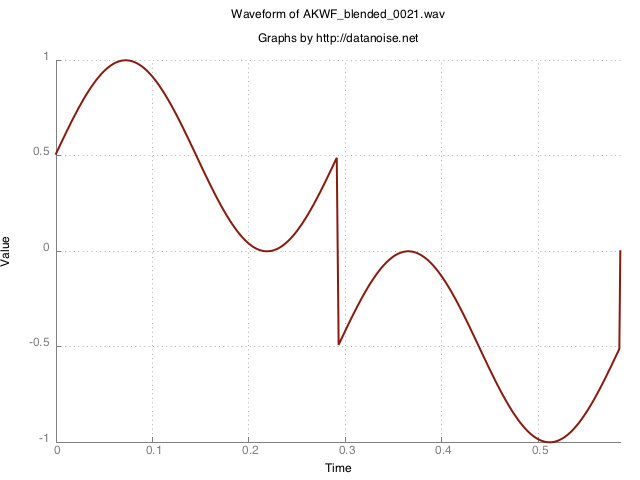 Waveform of AKWF_blended_0021.wav
Graphs by http://datanoise.net
1
0.5
0
-0.5
-1
Value
0 0.1 0.2 0.3 0.4 0.5
Time